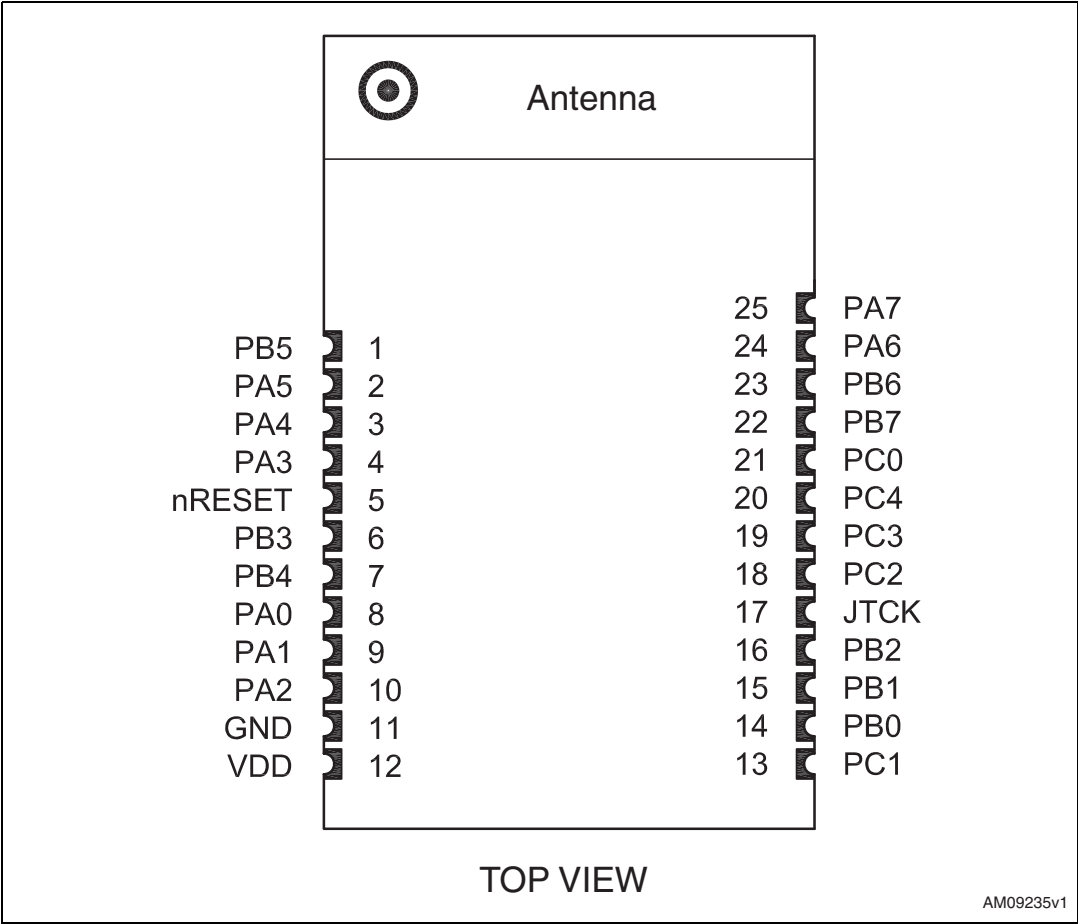 Antenna
25 PA7
PB5 1 24 PA6
PA5 2 23 PB6
PA4 3 22 PB7
PA3 4 21 PC0
nRESET 5 20 PC4
PB3 6 19 PC3
PB4 7 18 PC2
PA0 8 17 JTCK
PA1 9 16 PB2
PA2 10 15 PB1
GND 11 14 PB0
VDD 12 13 PC1
TOP VIEW
AM09235v1